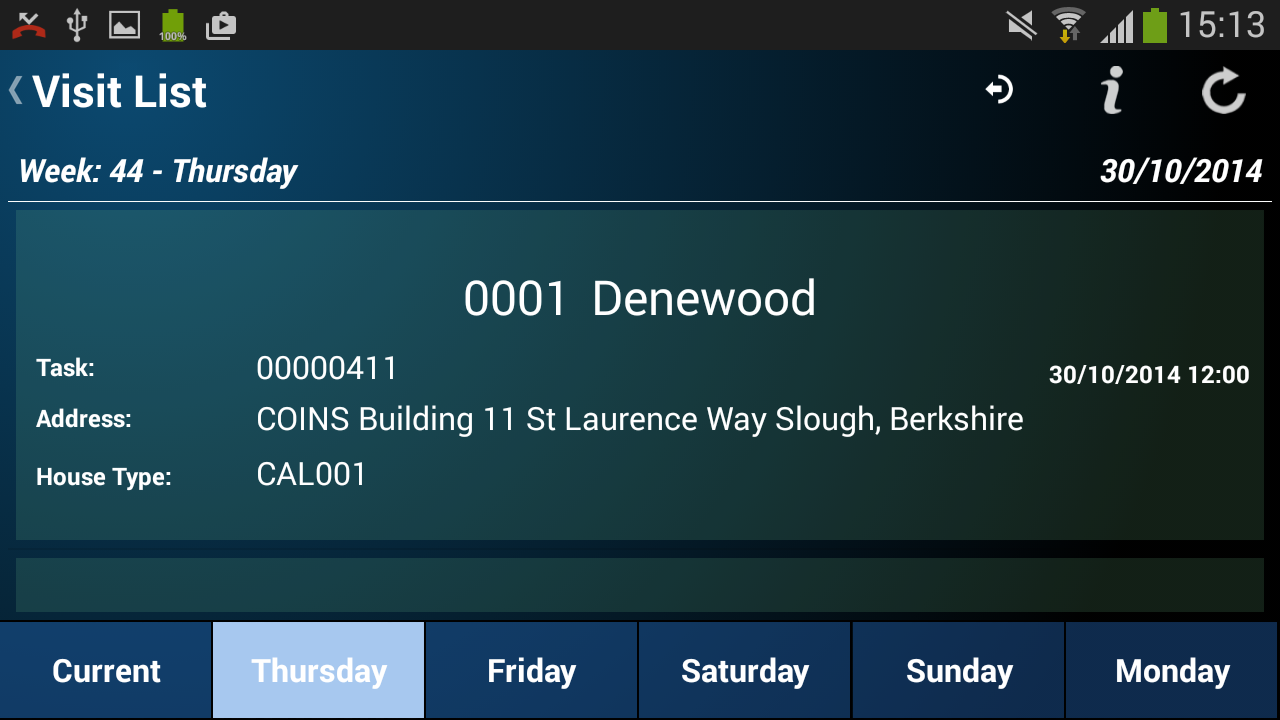 100% 15:13
Visit List
Week: 44 - Thursday 30/10/2014
0001 Denewood
Task: 00000411 30/10/2014 12:00
Address: COINS Building 11 St Laurence Way Slough, Berkshire
House Type: CAL001
Current Thursday Friday Saturday Sunday Monday